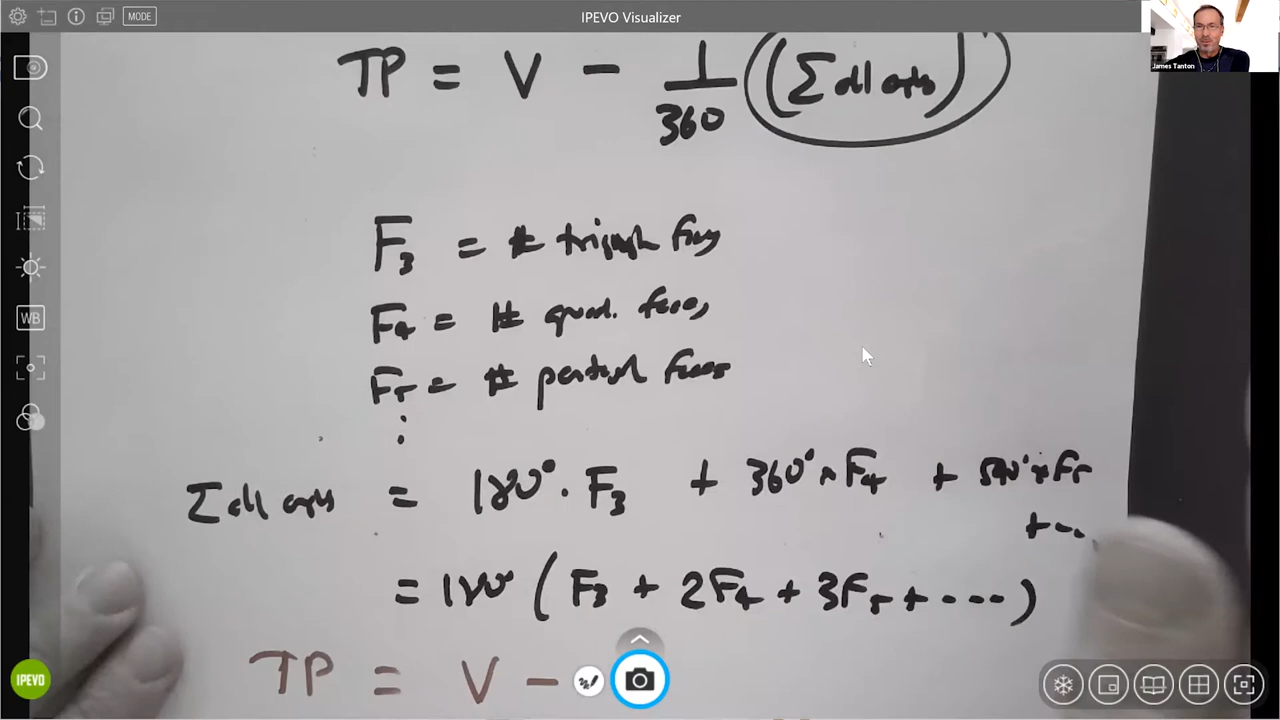 IPEVO Visualizer
MODE
James Tanton
TP = V - 1/360 (Σ all angles)
F₃ = # triangle faces
F₄ = # quad. faces
F₅ = # pentagonal faces
⋮
Σ all angles = 180° · F₃ + 360° × F₄ + 540° × F₅
+ ...
= 180° ( F₃ + 2F₄ + 3F₅ + ---- )
TP = V -
WB
IPEVO